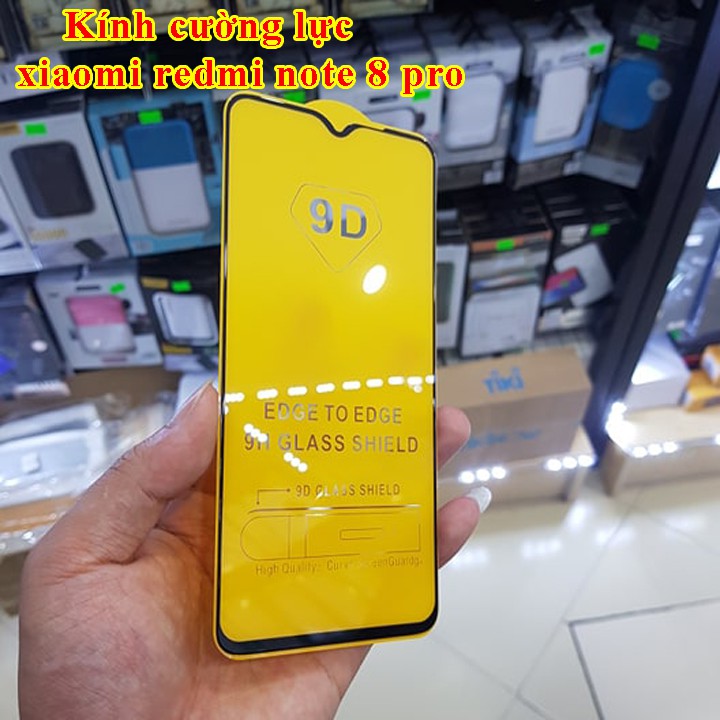 Kính cường lực
xiaomi redmi note 8 pro
9D
EDGE TO EDGE
9H GLASS SHIELD
9D GLASS SHIELD
High Quality: